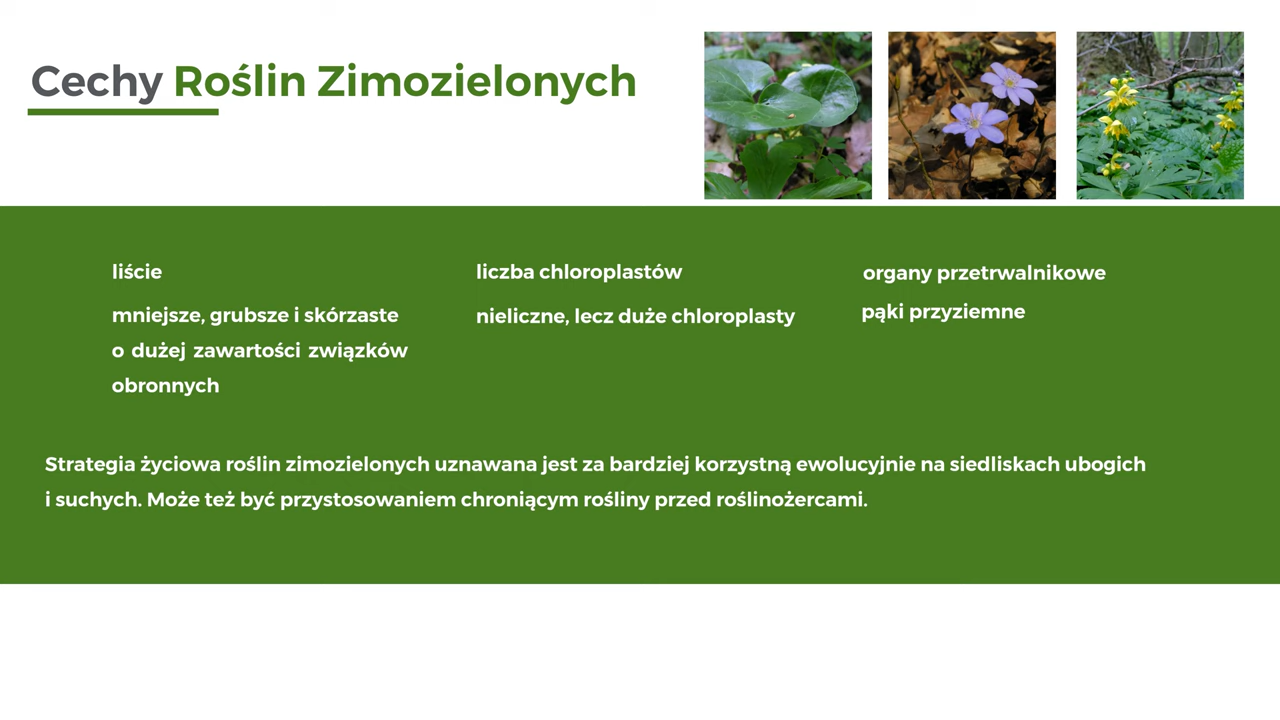 Cechy Roślin Zimozielonych
liście
mniejsze, grubsze i skórzaste
o dużej zawartości związków
obronnych
liczba chloroplastów
nieliczne, lecz duże chloroplasty
organy przetrwalnikowe
pąki przyziemne
Strategia życiowa roślin zimozielonych uznawana jest za bardziej korzystną ewolucyjnie na siedliskach ubogich
i suchych. Może też być przystosowaniem chroniącym rośliny przed roślinożercami.